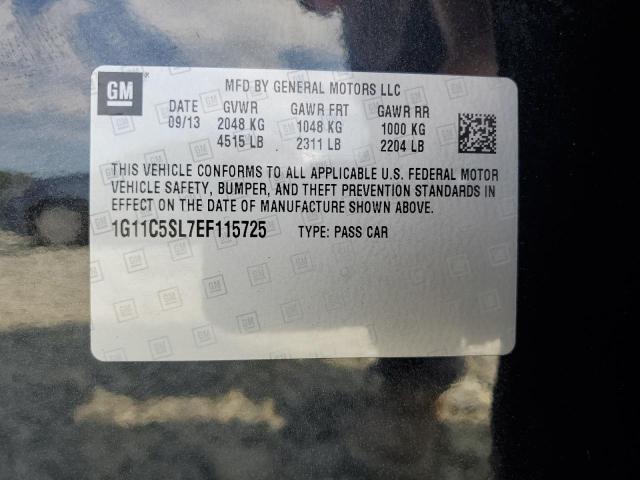 GM
MFD BY GENERAL MOTORS LLC
DATE GVWR GAWR FRT GAWR RR
09/13 2048 KG 1048 KG 1000 KG
4515 LB 2311 LB 2204 LB
THIS VEHICLE CONFORMS TO ALL APPLICABLE U.S. FEDERAL MOTOR
VEHICLE SAFETY, BUMPER, AND THEFT PREVENTION STANDARDS IN
EFFECT ON THE DATE OF MANUFACTURE SHOWN ABOVE.
1G11C5SL7EF115725 TYPE: PASS CAR